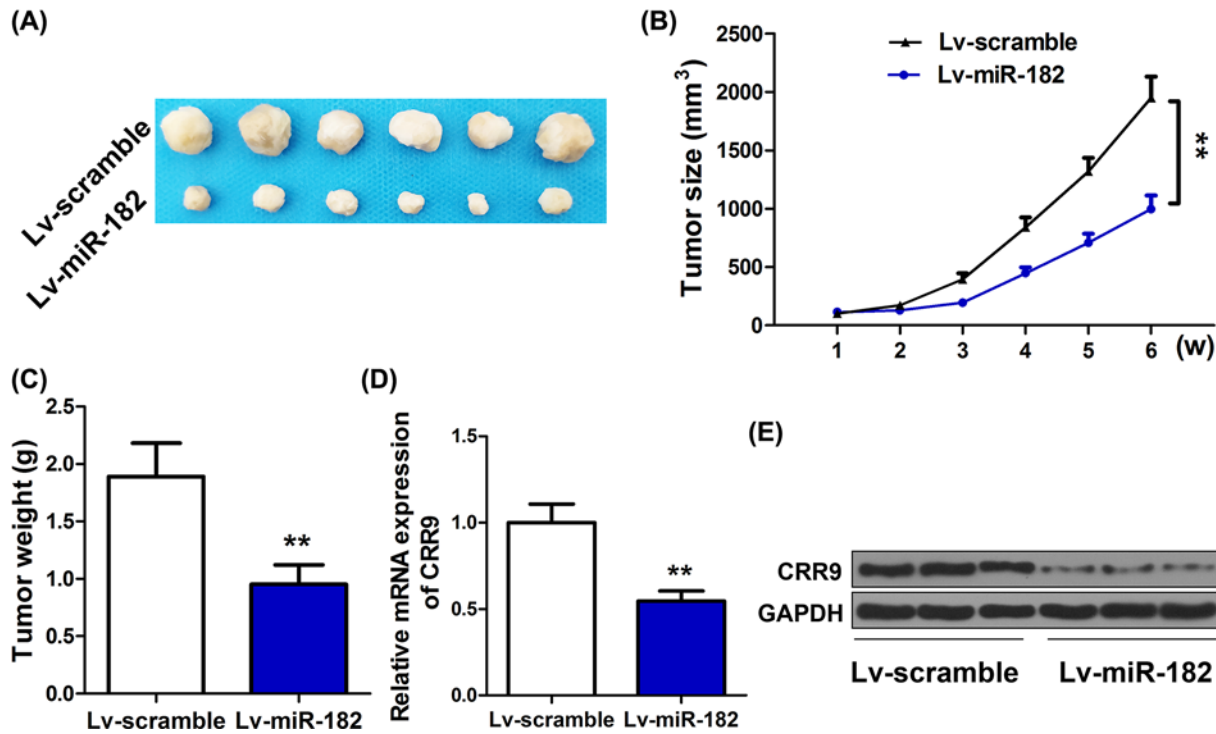 (A)
Lv-scramble
Lv-miR-182
(B)
Tumor size (mm³)
2500
2000
1500
1000
500
0
Lv-scramble
Lv-miR-182
**
1 2 3 4 5 6 (w)
(C)
Tumor weight (g)
2.5
2.0
1.5
1.0
0.5
0.0
**
Lv-scramble Lv-miR-182
(D)
Relative mRNA expression
of CRR9
1.5
1.0
0.5
0.0
**
Lv-scramble Lv-miR-182
(E)
CRR9
GAPDH
Lv-scramble Lv-miR-182